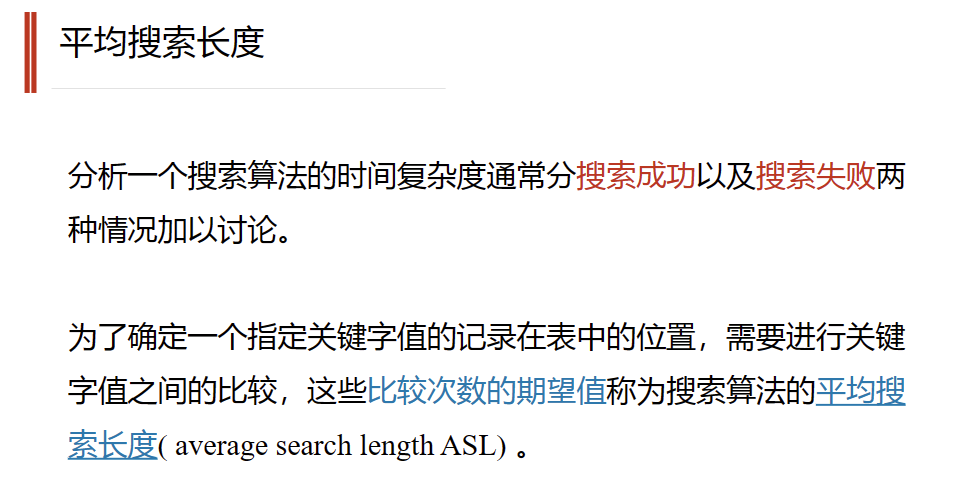 平均搜索长度
分析一个搜索算法的时间复杂度通常分搜索成功以及搜索失败两
种情况加以讨论。
为了确定一个指定关键字值的记录在表中的位置，需要进行关键
字值之间的比较，这些比较次数的期望值称为搜索算法的平均搜
索长度( average search length ASL) 。